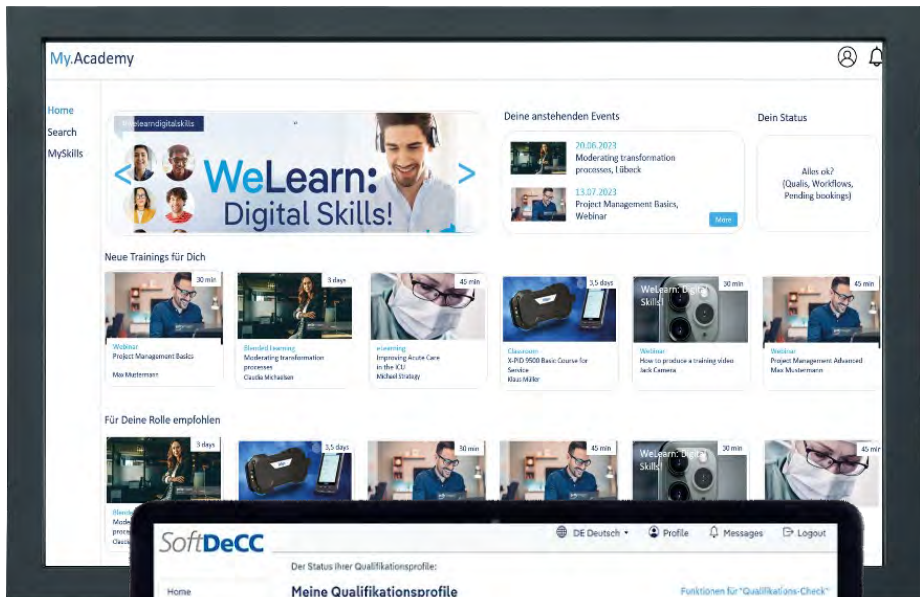 My.Academy
Home
Search
MySkills
WeLearn:
Digital Skills!
Deine anstehenden Events
20.06.2023
Moderating transformation
processes, Lübeck
13.07.2023
Project Management Basics,
Webinar
More
Dein Status
Alles ok?
(Qualis, Workflows,
Pending bookings)
Neue Trainings für Dich
30 min
Webinar
Project Management Basics
Max Mustermann
3 days
Blended Learning
Moderating transformation
processes
Claudia Michaelsen
45 min
eLearning
Improving Acute Care
in the ICU
Michael Strategy
3,5 days
Classroom
X-PID 9500 Basic Course for
Service
Klaus Müller
WeLearn: Digital
Skills!
30 min
Webinar
How to produce a training video
Jack Camera
45 min
Webinar
Project Management Advanced
Max Mustermann
Für Deine Rolle empfohlen
3 days
3,5 days
30 min
45 min
WeLearn: Digital
Skills!
30 min
45 min
SoftDeCC
DE Deutsch
Profile
Messages
Logout
Der Status Ihrer Qualifikationsprofile:
Home
Meine Qualifikationsprofile
Funktionen für "Qualifikations-Check"